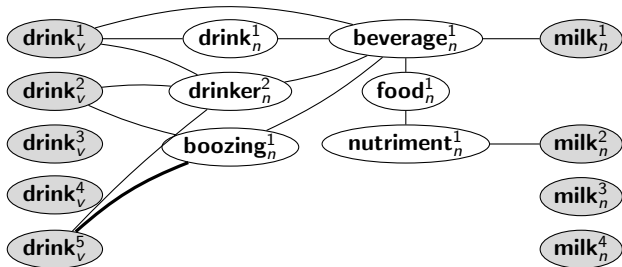 drink¹ᵥ drink¹ₙ beverage¹ₙ milk¹ₙ
drink²ᵥ drinker²ₙ food¹ₙ
drink³ᵥ boozing¹ₙ nutriment¹ₙ milk²ₙ
drink⁴ᵥ milk³ₙ
drink⁵ᵥ milk⁴ₙ